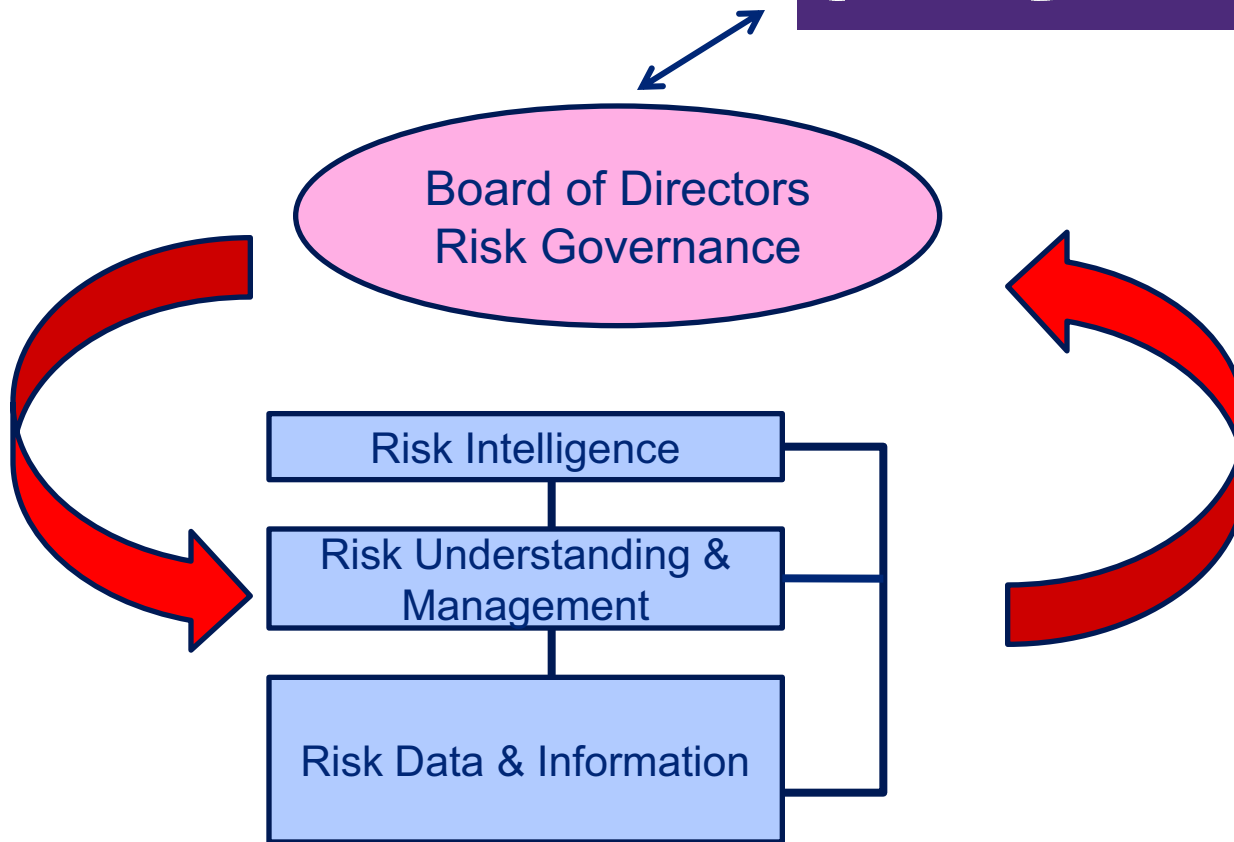 Board of Directors
Risk Governance
Risk Intelligence
Risk Understanding &
Management
Risk Data & Information